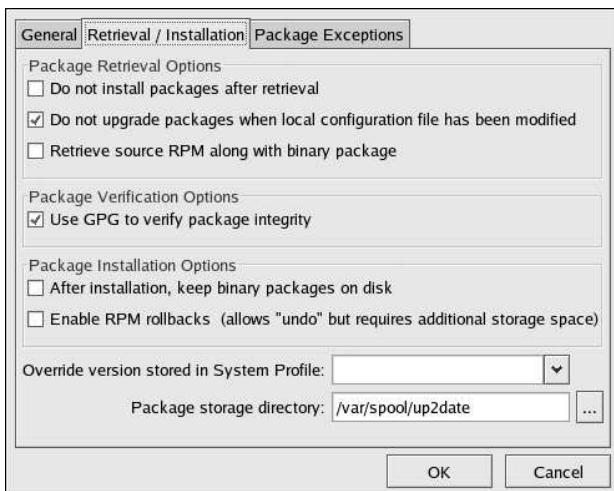 General Retrieval / Installation Package Exceptions
Package Retrieval Options
Do not install packages after retrieval
Do not upgrade packages when local configuration file has been modified
Retrieve source RPM along with binary package
Package Verification Options
Use GPG to verify package integrity
Package Installation Options
After installation, keep binary packages on disk
Enable RPM rollbacks (allows "undo" but requires additional storage space)
Override version stored in System Profile:
Package storage directory: /var/spool/up2date ...
OK Cancel